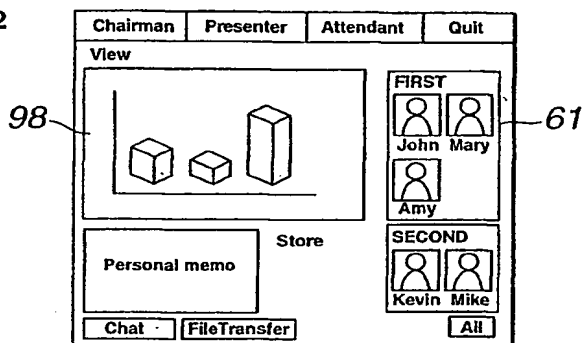 2
Chairman Presenter Attendant Quit
View
98
FIRST
61
John Mary
Amy
Store
Personal memo
SECOND
Kevin Mike
Chat FileTransfer All